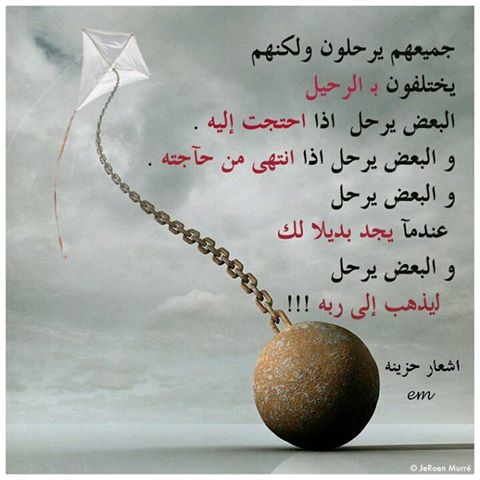 جميعهم يرحلون ولكنهم
يختلفون بـ الرحيل
البعض يرحل اذا احتجت إليه .
و البعض يرحل اذا انتهى من حآجته .
و البعض يرحل
عندمآ يجد بديلا لك
و البعض يرحل
ليذهب إلى ربه !!!
اشعار حزينه
em
© JeRoen Murré